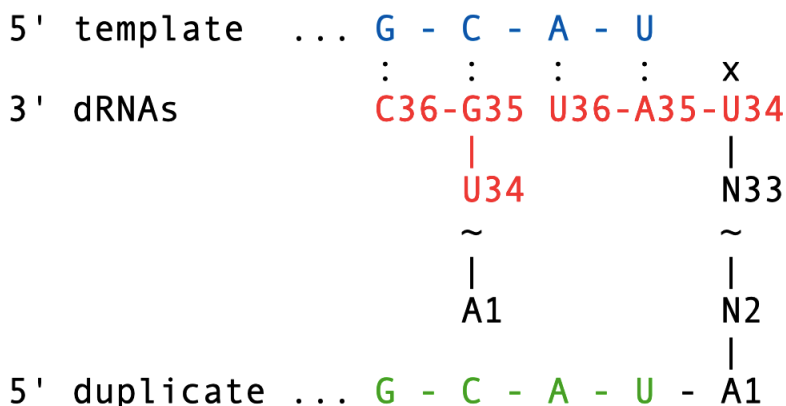 5' template ... G - C - A - U
: : : : x
3' dRNAs C36-G35 U36-A35-U34
| |
U34 N33
~ ~
| |
A1 N2
|
5' duplicate ... G - C - A - U - A1